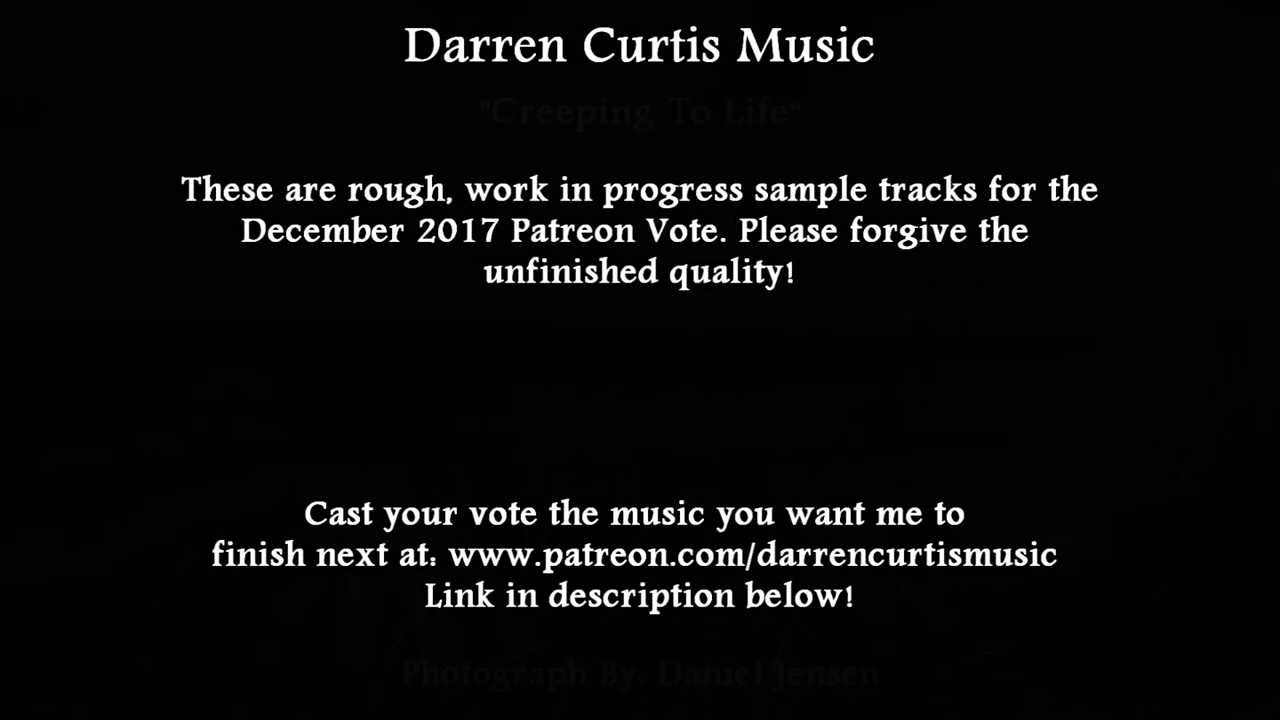 Darren Curtis Music
"Creeping To Life"
These are rough, work in progress sample tracks for the
December 2017 Patreon Vote. Please forgive the
unfinished quality!
Cast your vote the music you want me to
finish next at: www.patreon.com/darrencurtismusic
Link in description below!
Photograph By. Daniel Jensen